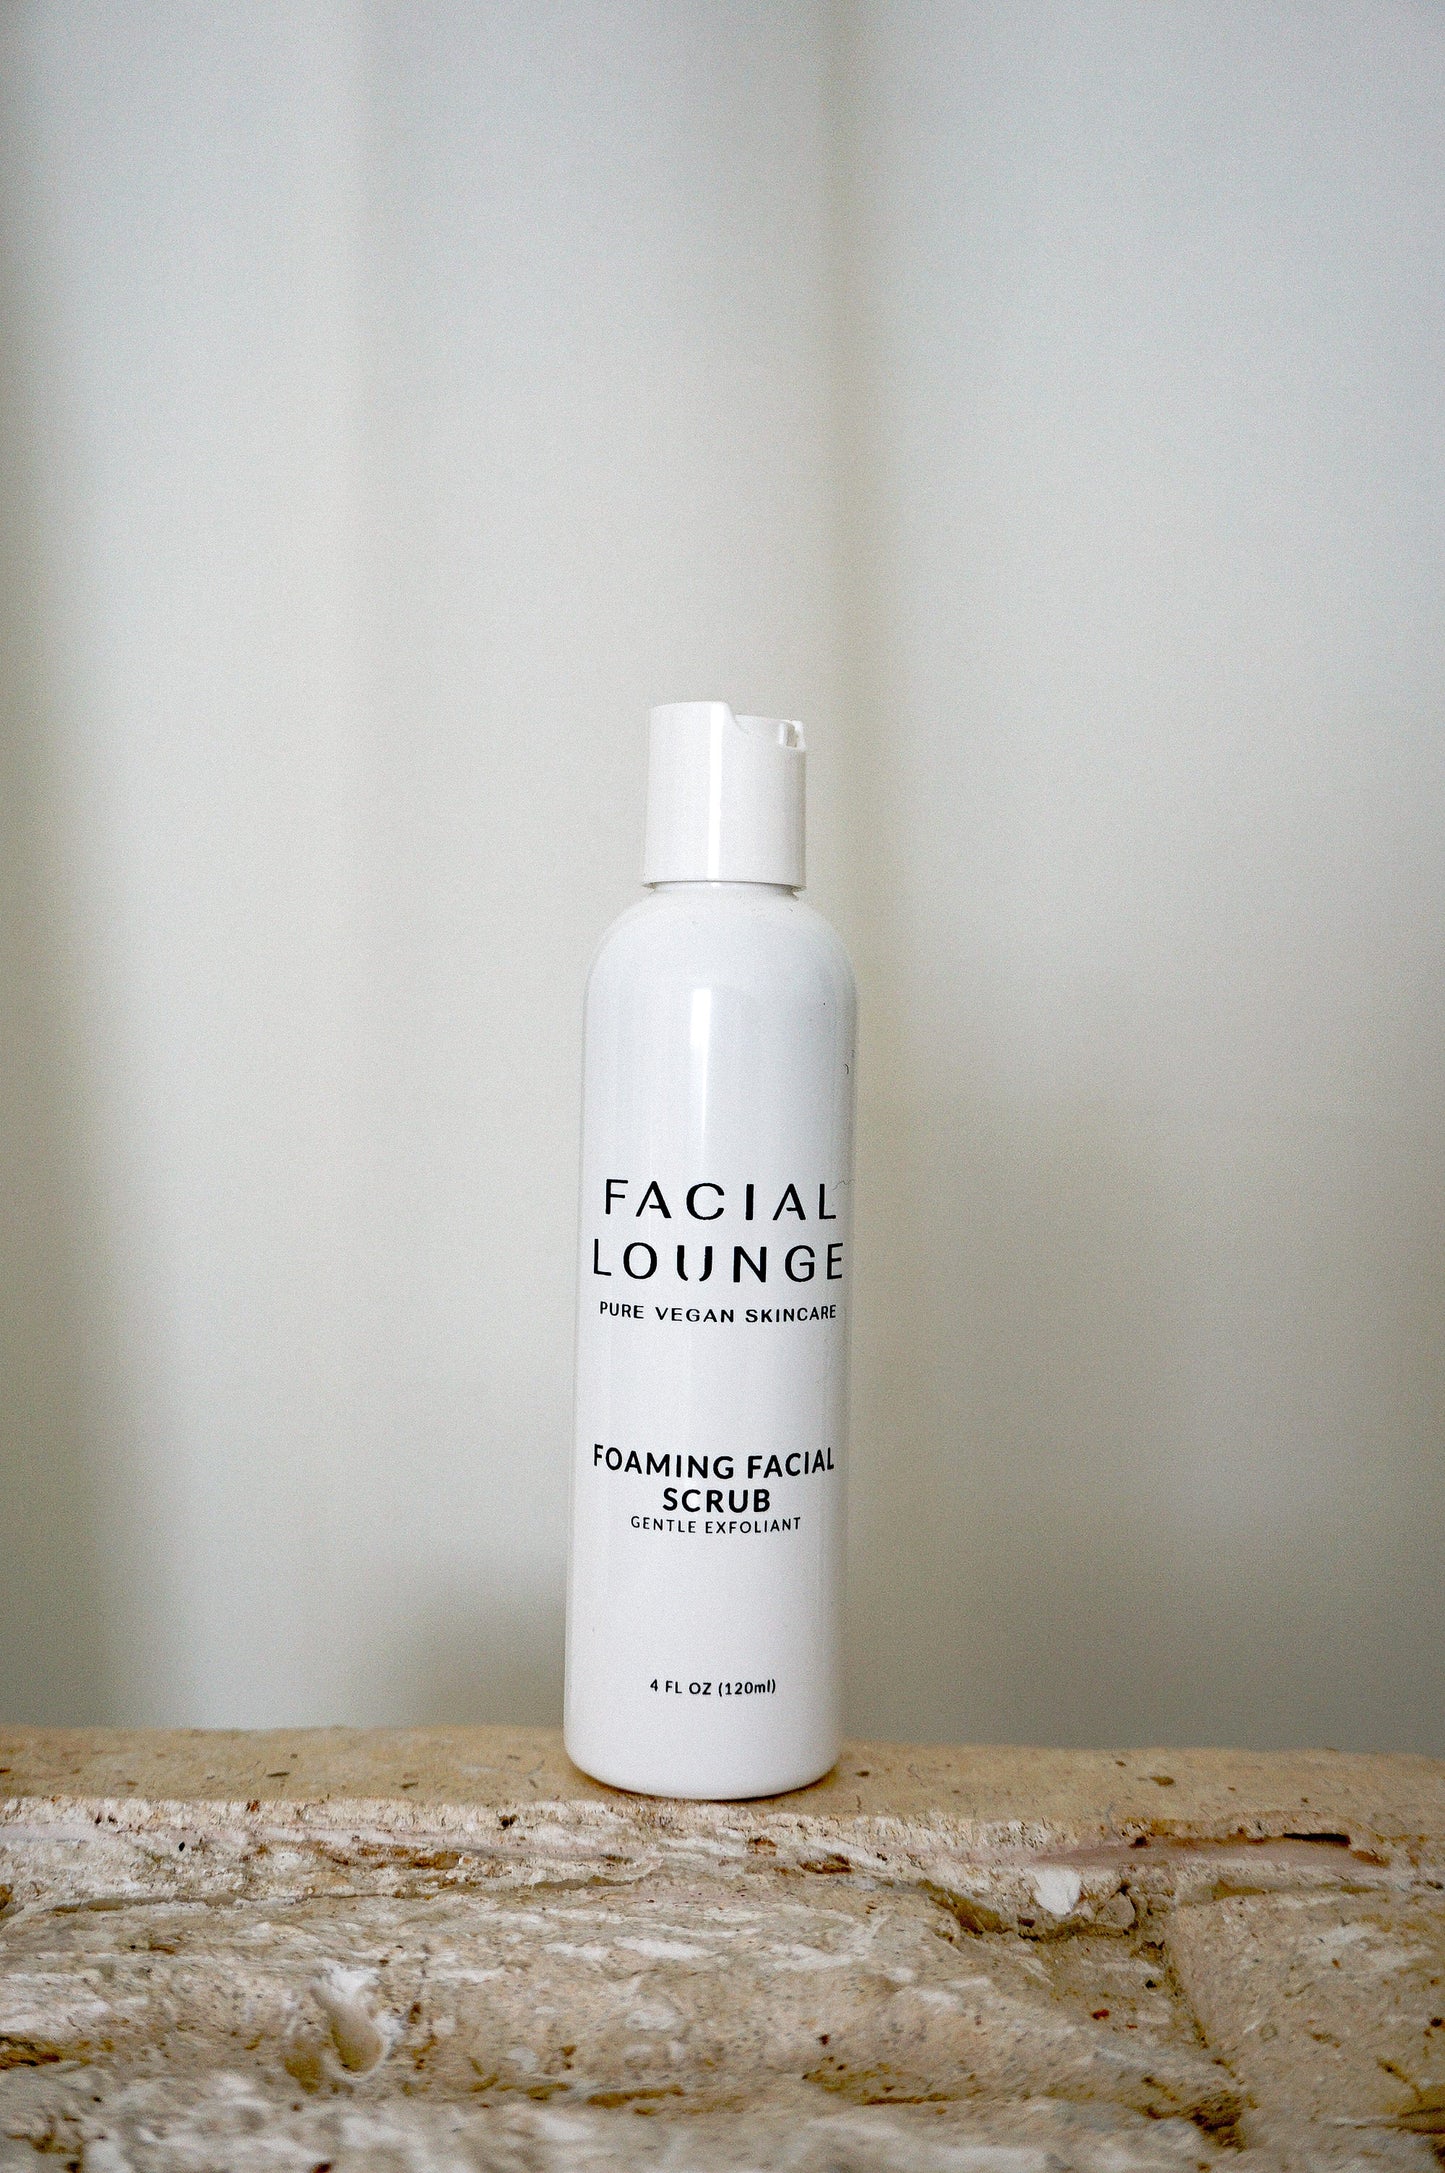 FACIAL
LOUNGE
PURE VEGAN SKINCARE
FOAMING FACIAL
SCRUB
GENTLE EXFOLIANT
4 FL OZ (120ml)